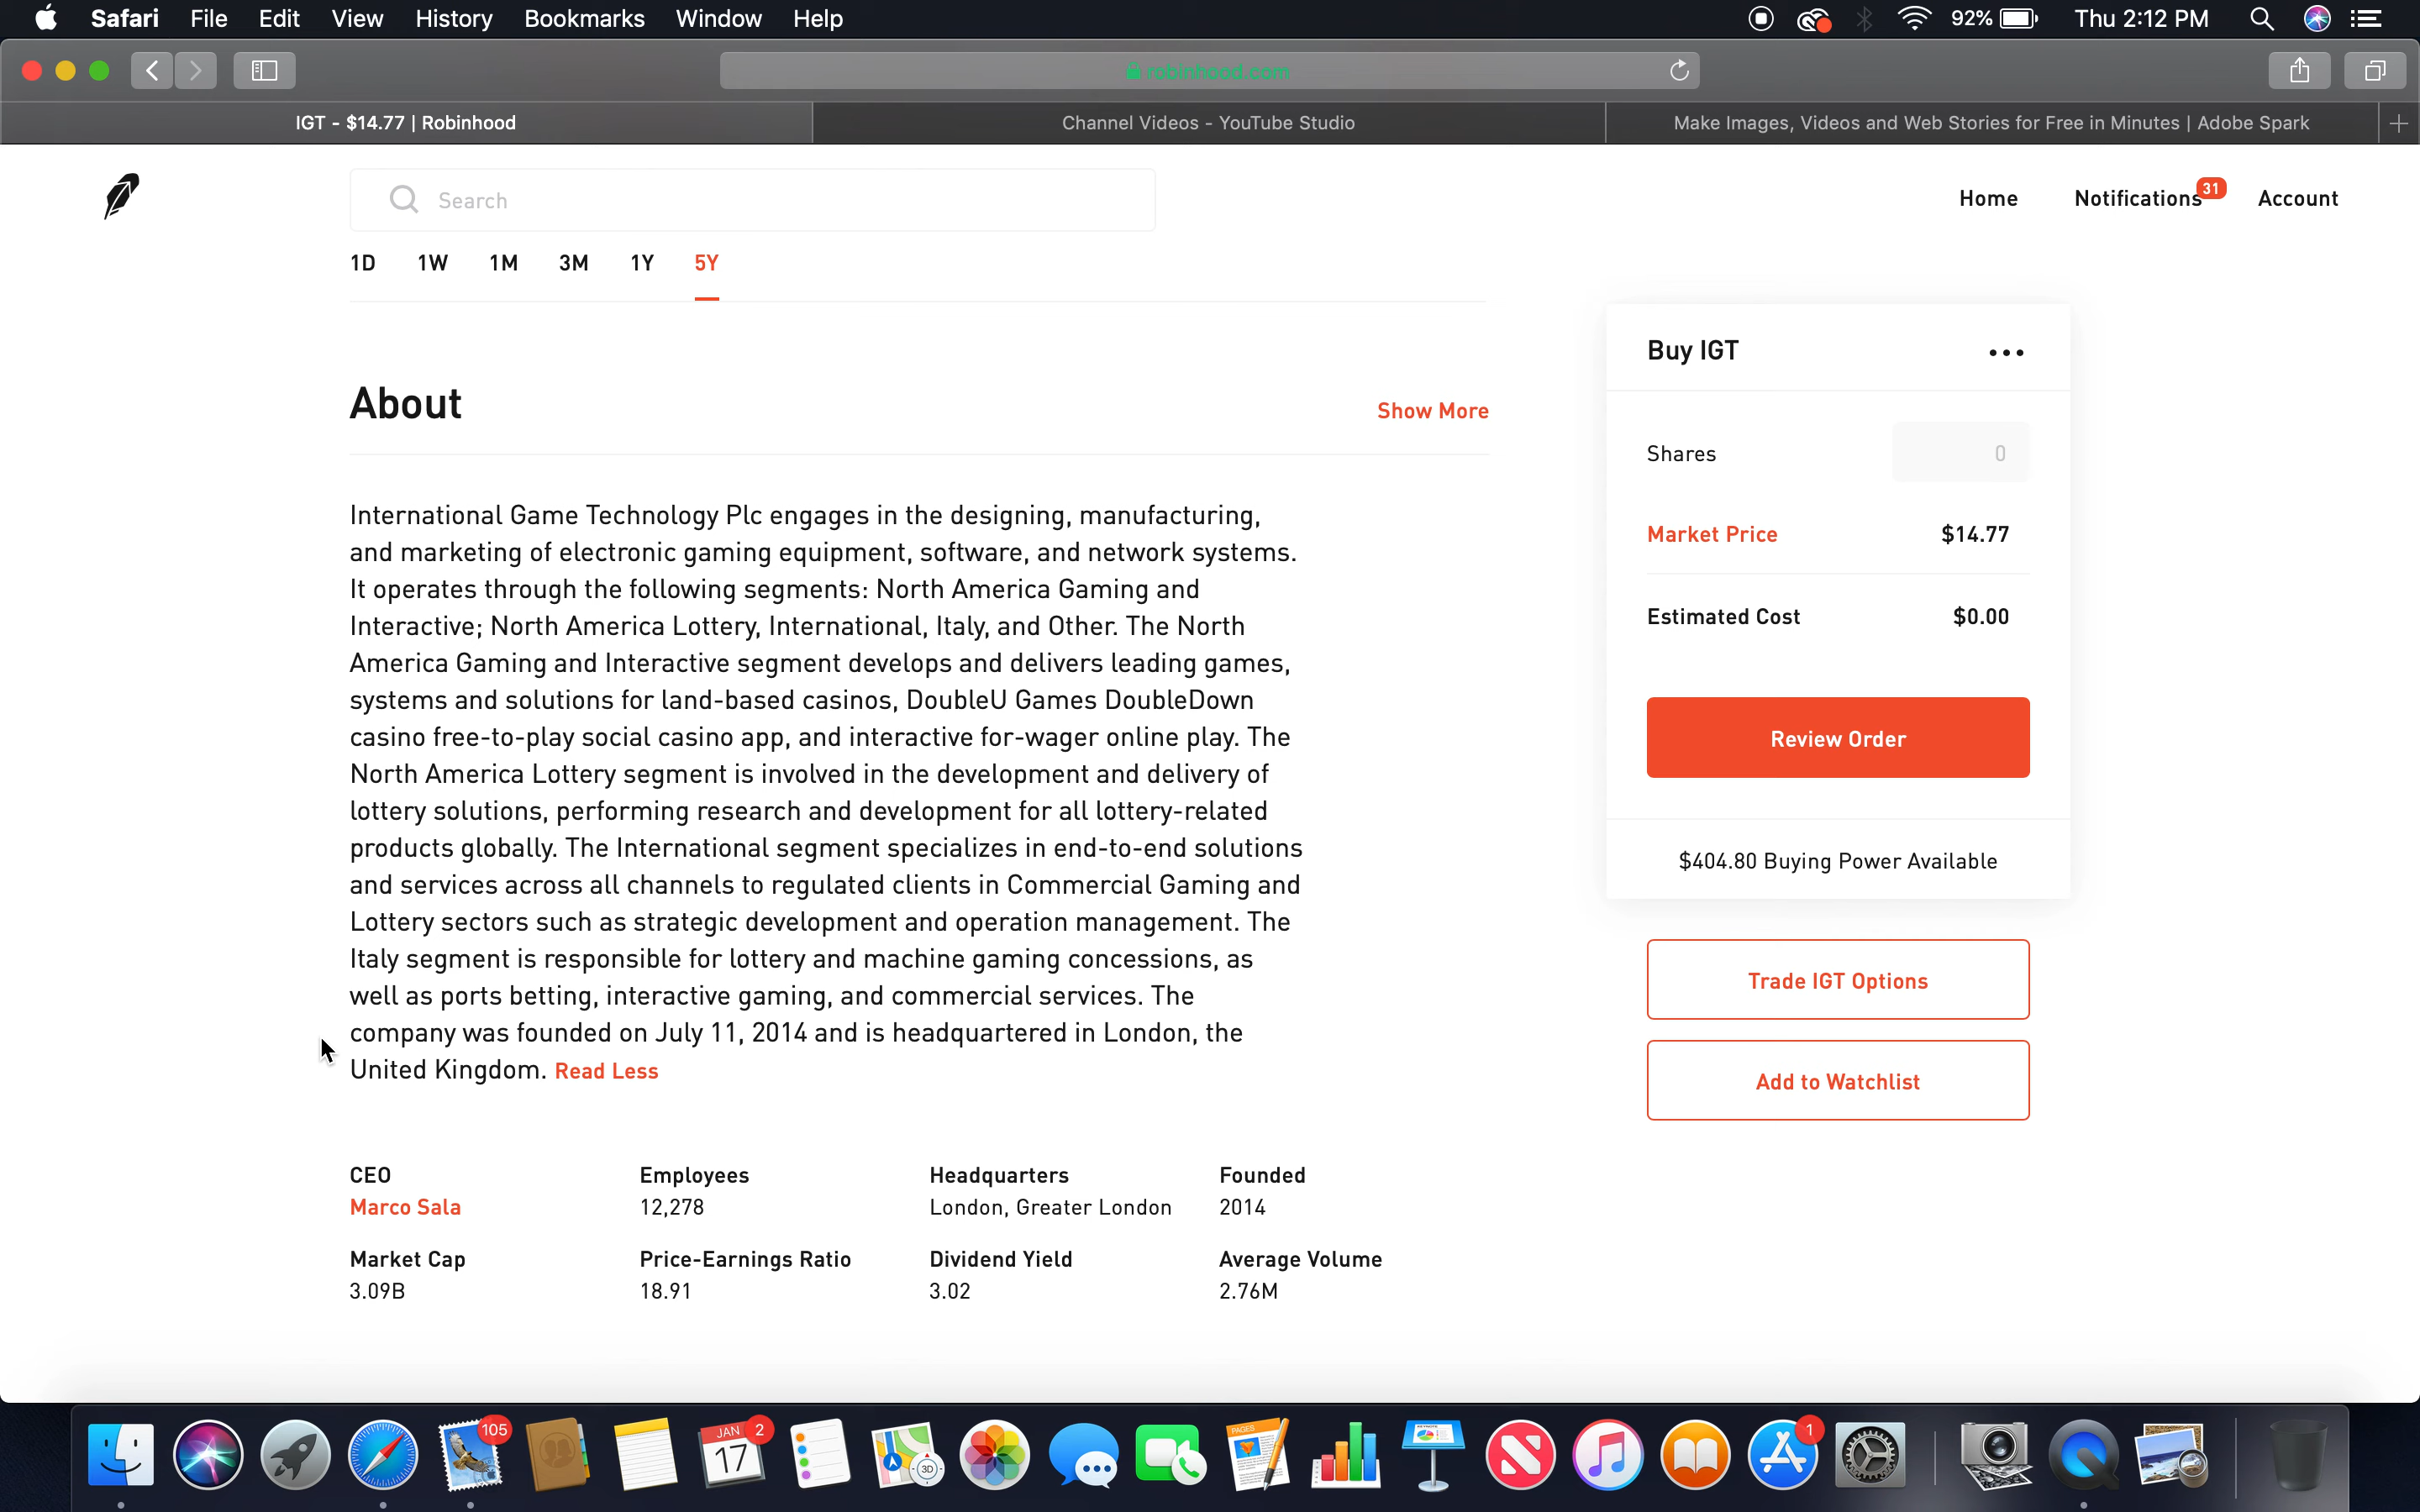 Safari File Edit View History Bookmarks Window Help 92% Thu 2:12 PM
robinhood.com
IGT - $14.77 | Robinhood Channel Videos - YouTube Studio Make Images, Videos and Web Stories for Free in Minutes | Adobe Spark
Search Home Notifications 31 Account
1D 1W 1M 3M 1Y 5Y
About Show More
International Game Technology Plc engages in the designing, manufacturing,
and marketing of electronic gaming equipment, software, and network systems.
It operates through the following segments: North America Gaming and
Interactive; North America Lottery, International, Italy, and Other. The North
America Gaming and Interactive segment develops and delivers leading games,
systems and solutions for land-based casinos, DoubleU Games DoubleDown
casino free-to-play social casino app, and interactive for-wager online play. The
North America Lottery segment is involved in the development and delivery of
lottery solutions, performing research and development for all lottery-related
products globally. The International segment specializes in end-to-end solutions
and services across all channels to regulated clients in Commercial Gaming and
Lottery sectors such as strategic development and operation management. The
Italy segment is responsible for lottery and machine gaming concessions, as
well as ports betting, interactive gaming, and commercial services. The
company was founded on July 11, 2014 and is headquartered in London, the
United Kingdom. Read Less
CEO Employees Headquarters Founded
Marco Sala 12,278 London, Greater London 2014
Market Cap Price-Earnings Ratio Dividend Yield Average Volume
3.09B 18.91 3.02 2.76M
Buy IGT
Shares 0
Market Price $14.77
Estimated Cost $0.00
Review Order
$404.80 Buying Power Available
Trade IGT Options
Add to Watchlist
105 JAN 17 2 3D PAGES 1